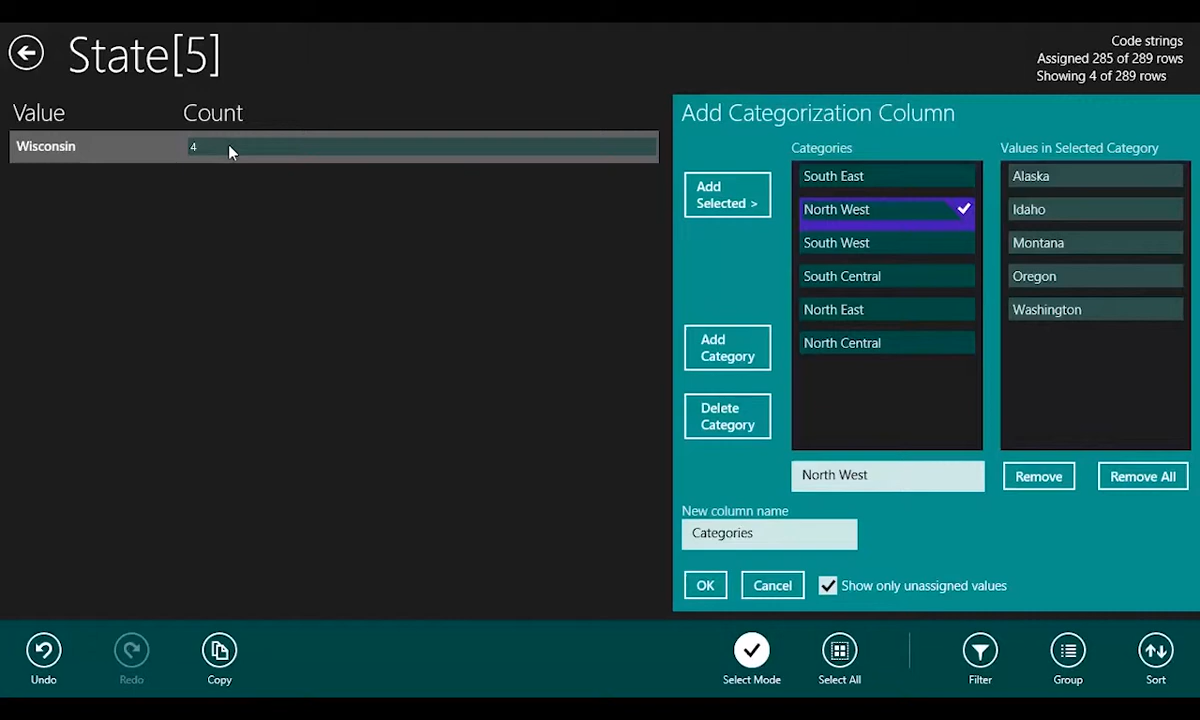 State[5]
Code strings
Assigned 285 of 289 rows
Showing 4 of 289 rows
Value
Count
Wisconsin
4
Add Categorization Column
Categories
Values in Selected Category
Add
Selected >
South East
North West
South West
South Central
North East
North Central
Alaska
Idaho
Montana
Oregon
Washington
Add
Category
Delete
Category
North West
Remove
Remove All
New column name
Categories
OK
Cancel
Show only unassigned values
Undo
Redo
Copy
Select Mode
Select All
Filter
Group
Sort